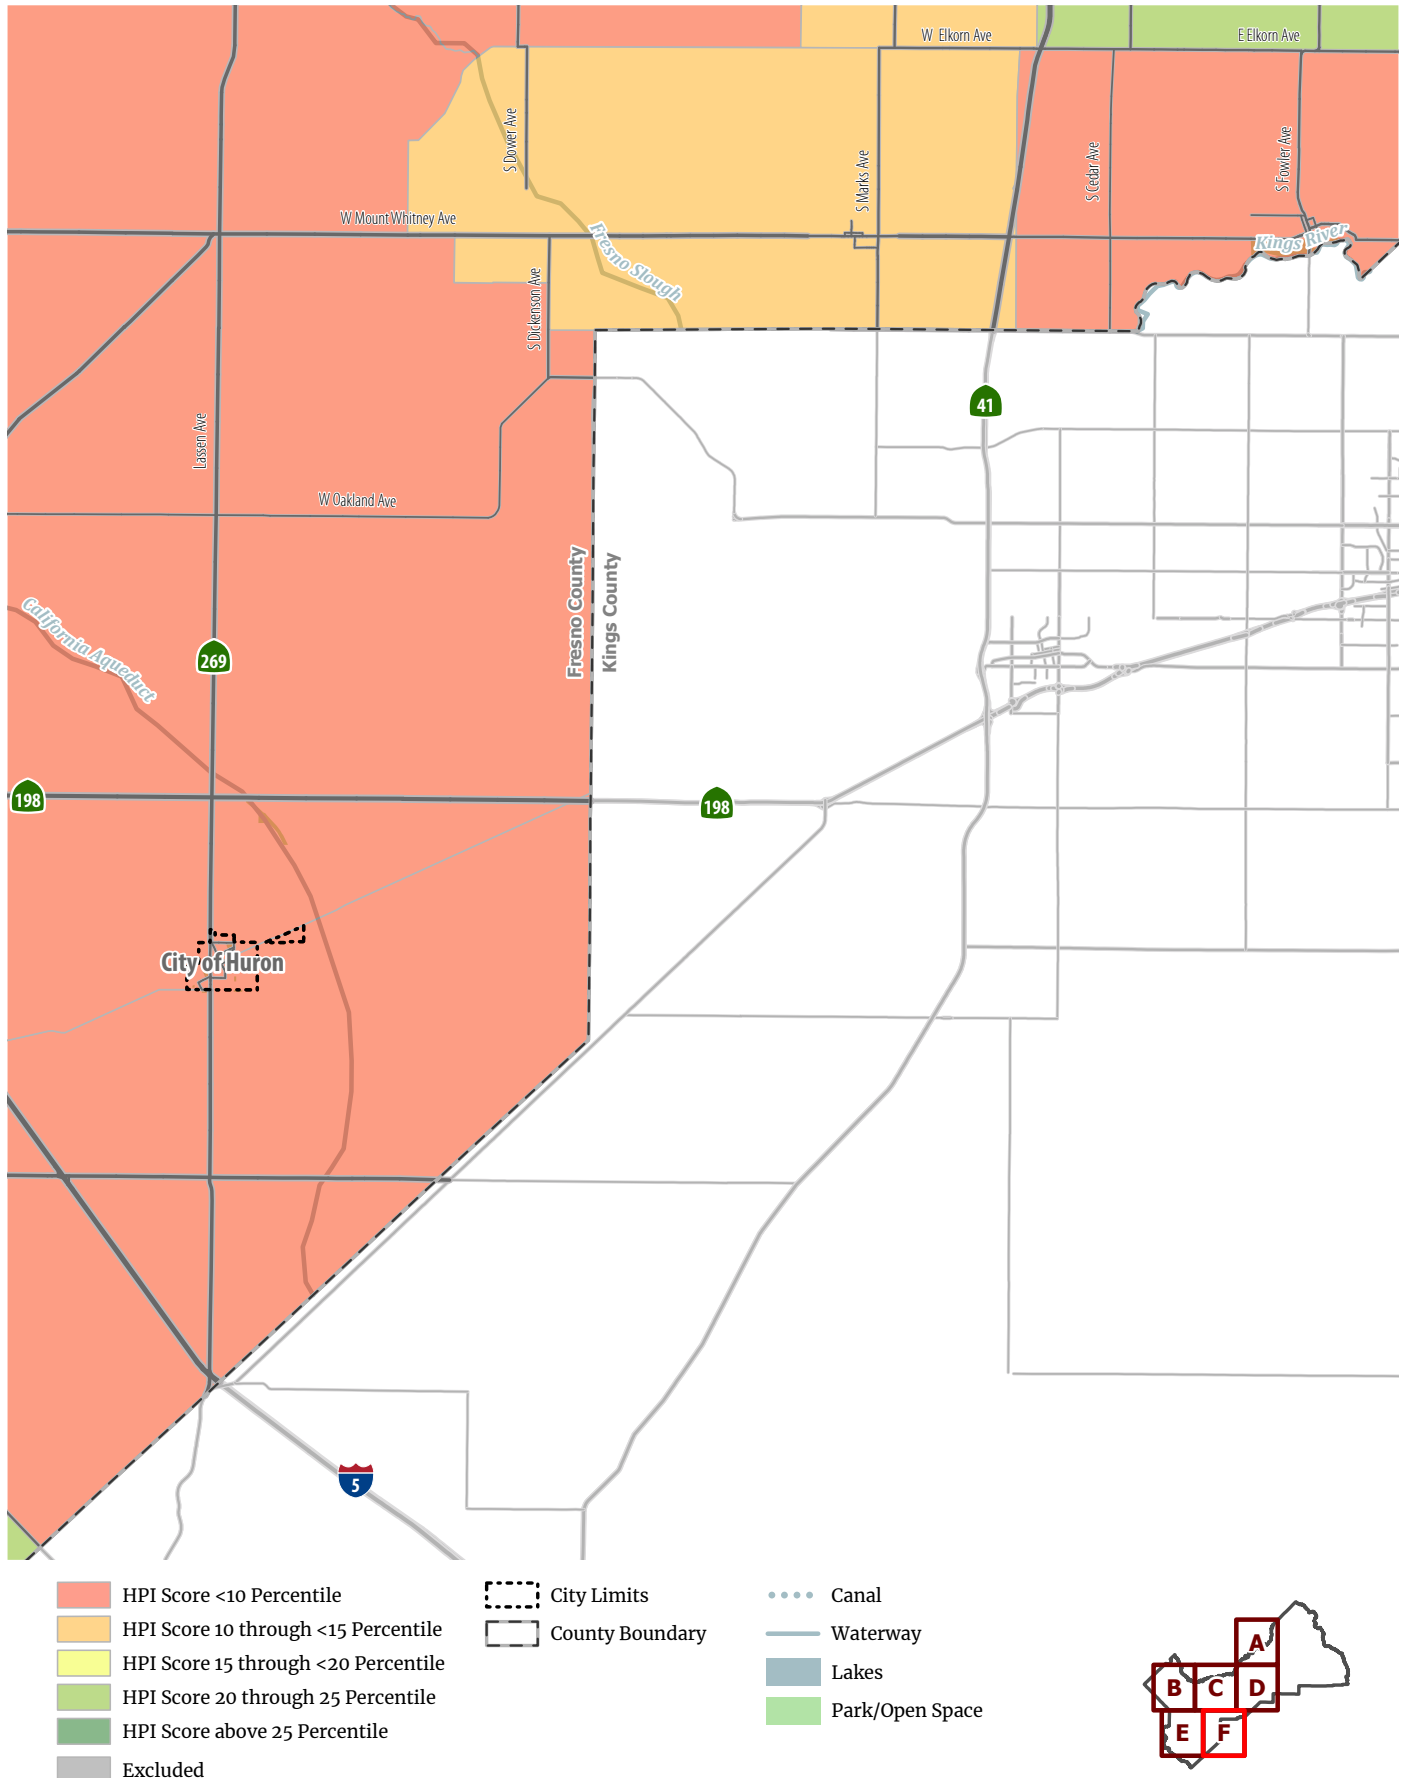 W Elkorn Ave
E Elkorn Ave
S Dower Ave
S Marks Ave
S Cedar Ave
S Fowler Ave
W Mount Whitney Ave
Fresno Slough
Kings River
S Dickenson Ave
41
Lassen Ave
W Oakland Ave
Fresno County
Kings County
California Aqueduct
269
198
198
City of Huron
5
HPI Score <10 Percentile
HPI Score 10 through <15 Percentile
HPI Score 15 through <20 Percentile
HPI Score 20 through 25 Percentile
HPI Score above 25 Percentile
Excluded
City Limits
County Boundary
Canal
Waterway
Lakes
Park/Open Space
A
B C D
E F